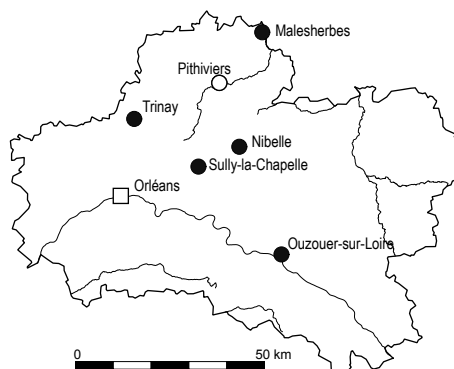 Malesherbes
Pithiviers
Trinay
Nibelle
Sully-la-Chapelle
Orléans
Ouzouer-sur-Loire
0 50 km